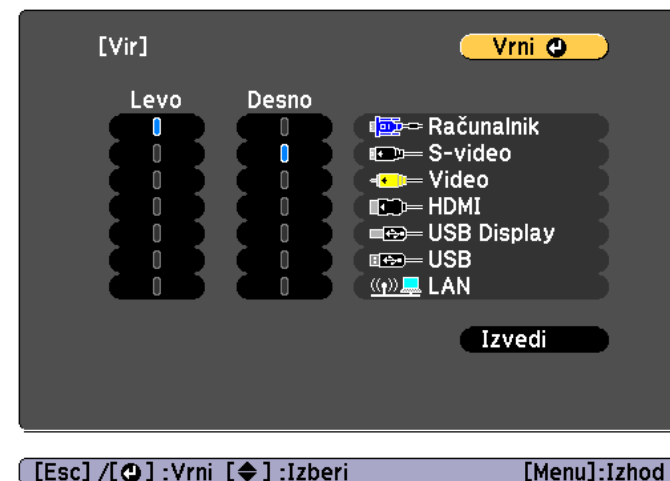 [Vir]
Vrni
Levo Desno
Računalnik
S-video
Video
HDMI
USB Display
USB
LAN
Izvedi
[Esc] /[ ] :Vrni [ ] :Izberi [Menu]:Izhod